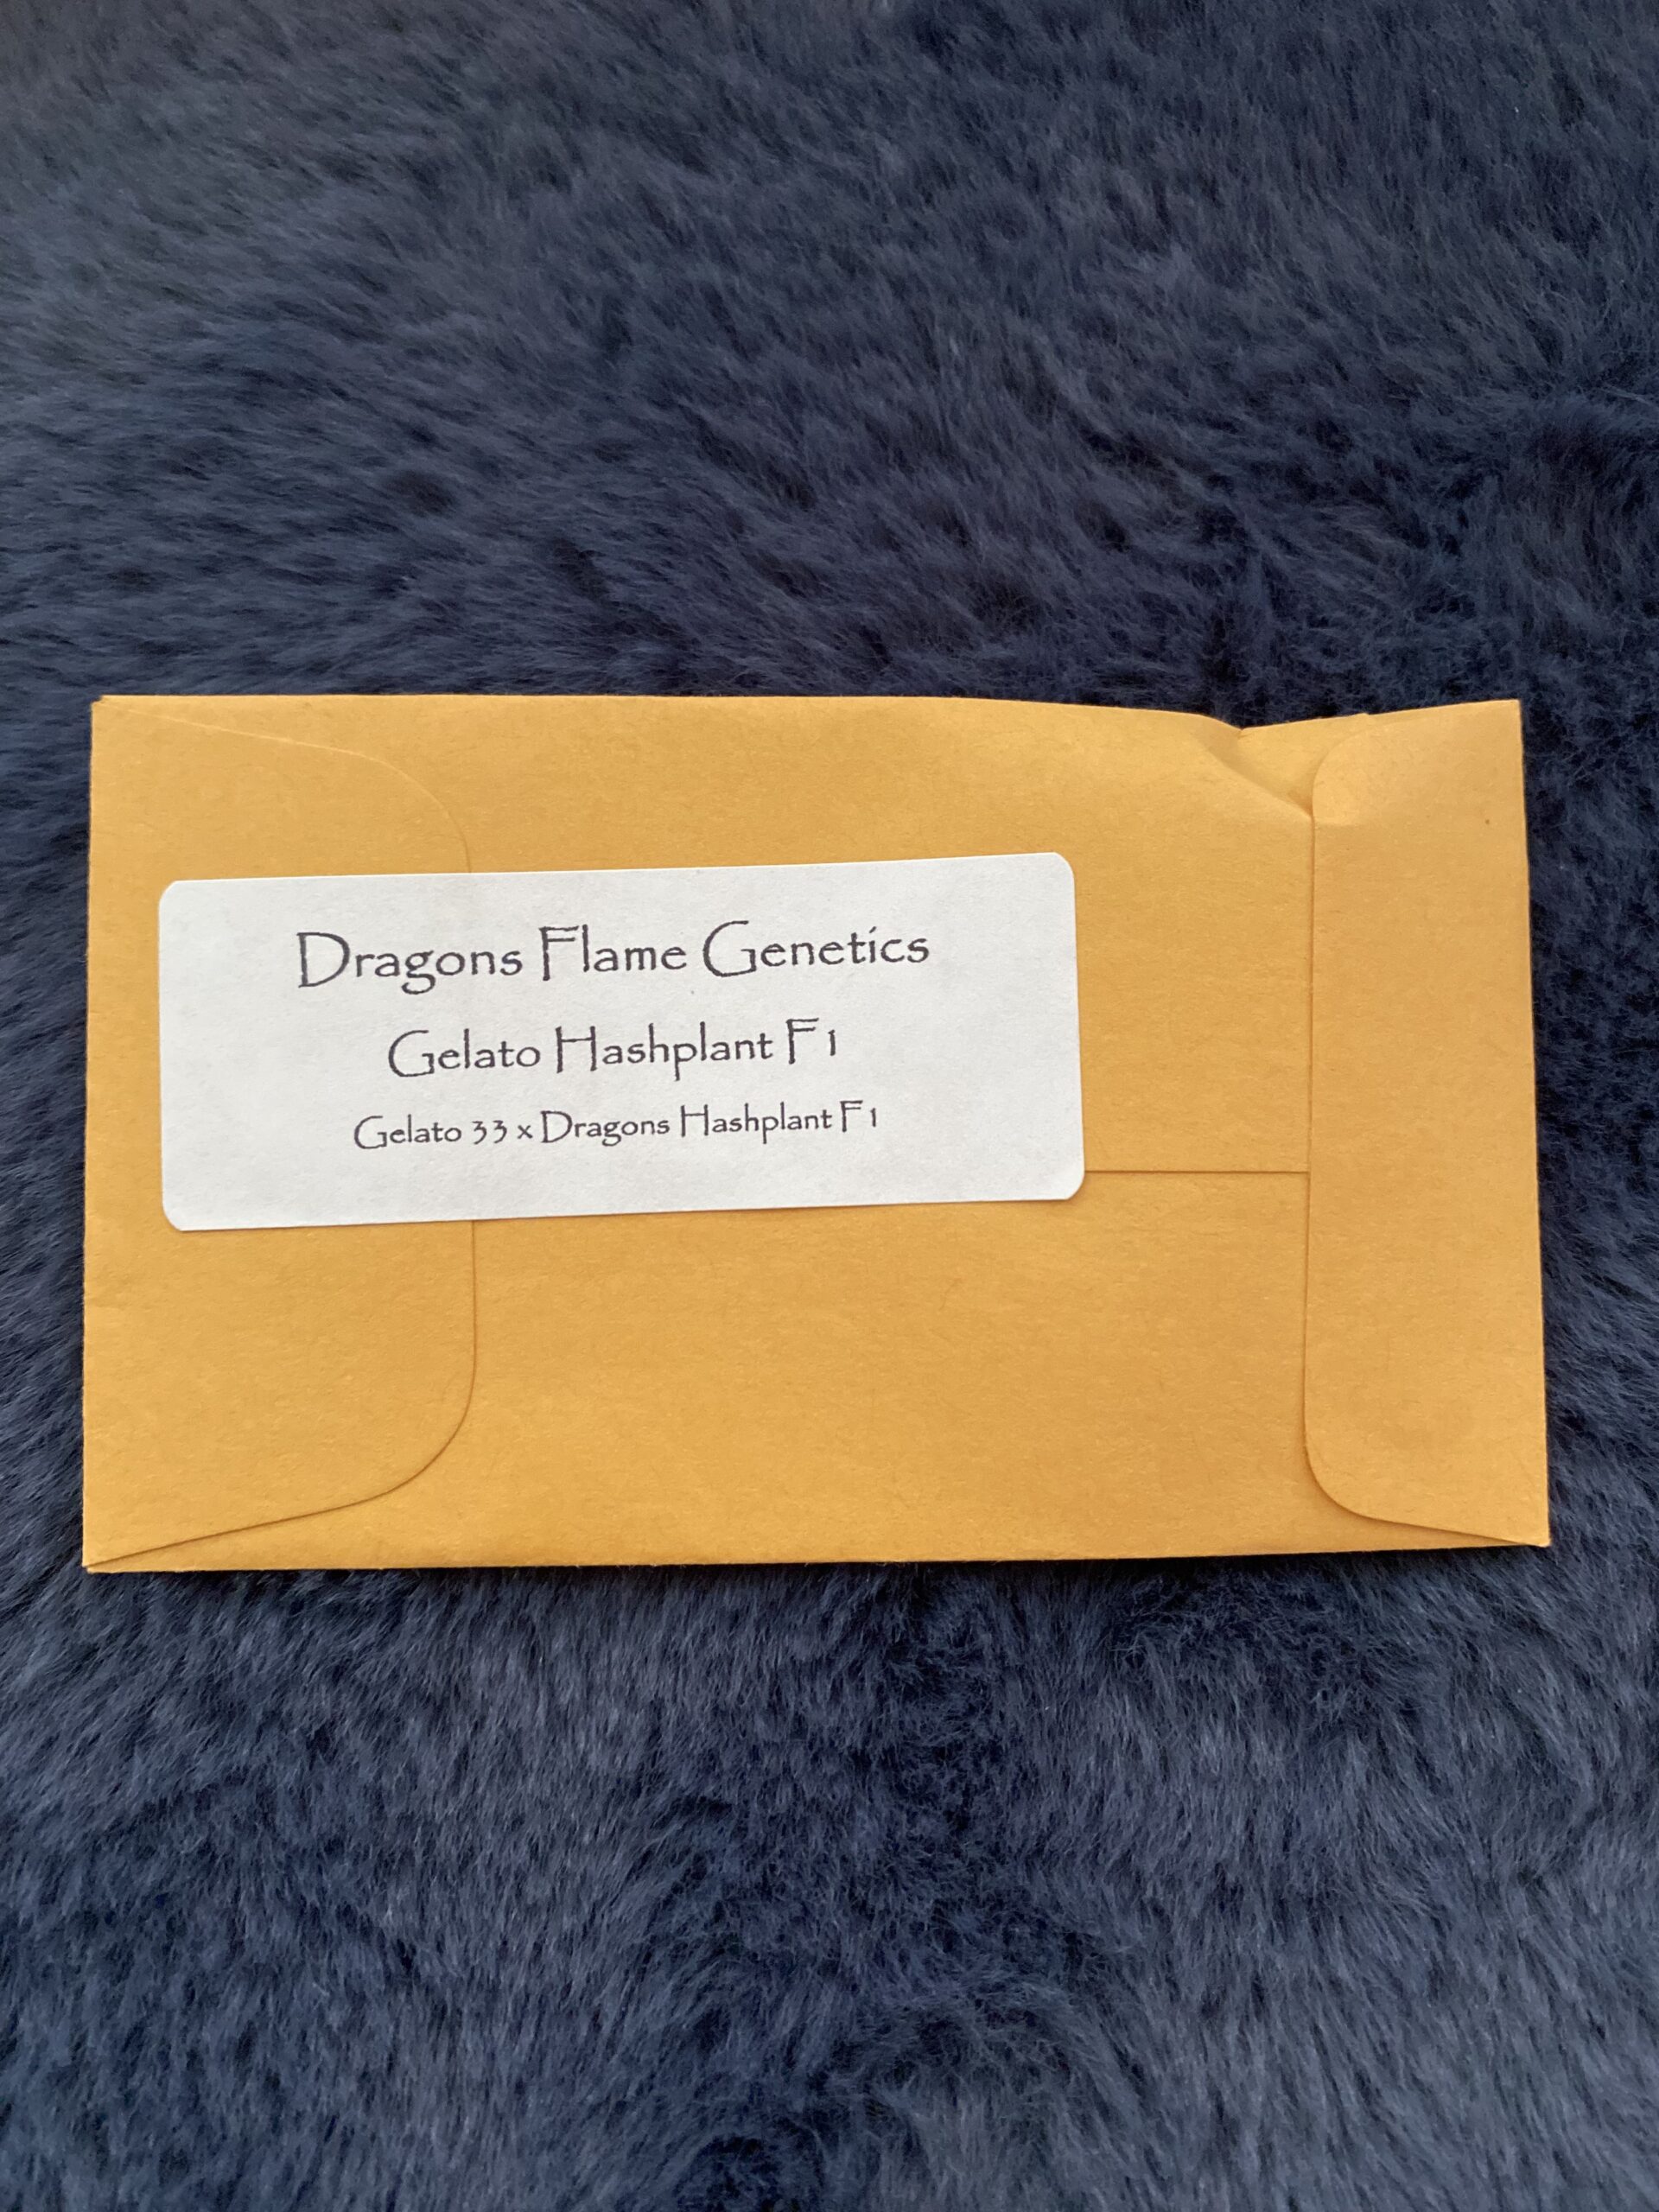 Dragons Flame Genetics
Gelato Hashplant F1
Gelato 33 x Dragons Hashplant F1